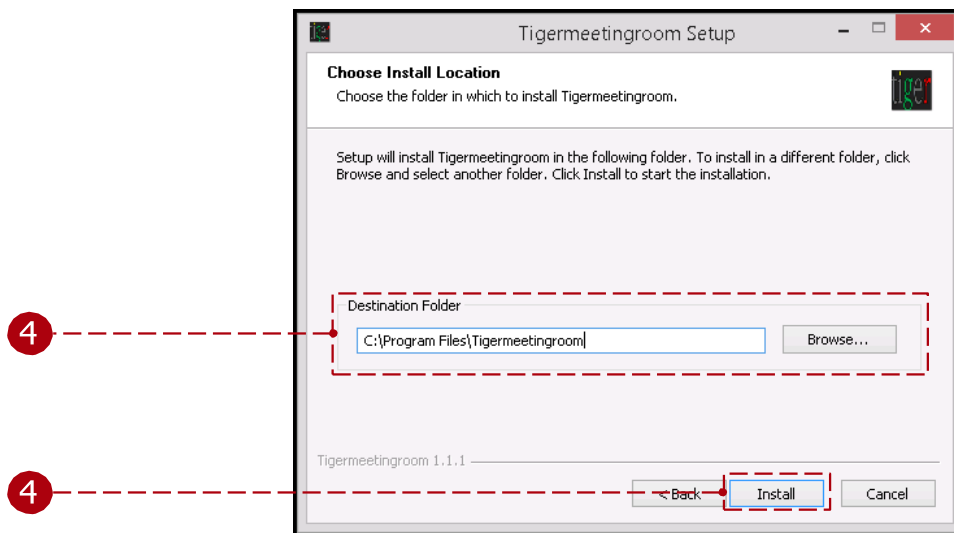 Tigermeetingroom Setup
Choose Install Location
Choose the folder in which to install Tigermeetingroom.
tiger
Setup will install Tigermeetingroom in the following folder. To install in a different folder, click
Browse and select another folder. Click Install to start the installation.
Destination Folder
4
C:\Program Files\Tigermeetingroom
Browse...
Tigermeetingroom 1.1.1
4
< Back
Install
Cancel